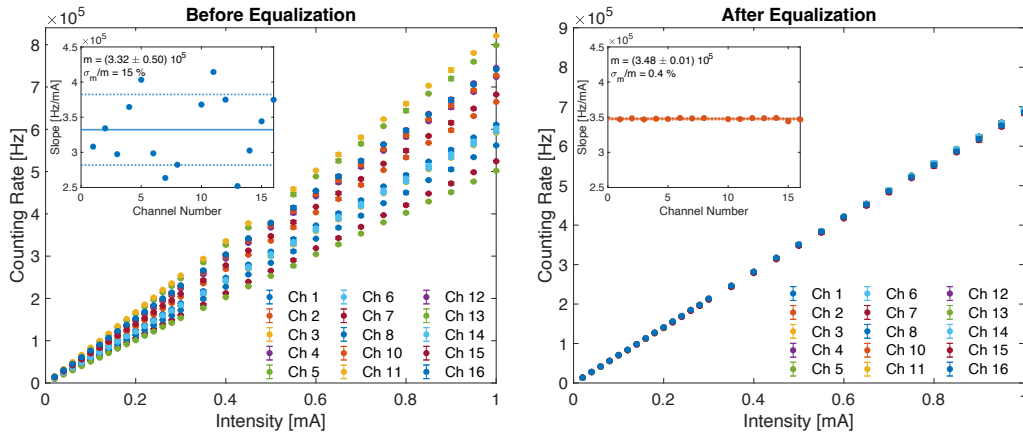 Before Equalization
×10^5
8
7
6
5
4
3
2
1
0
Counting Rate [Hz]
0
0.2
0.4
0.6
0.8
1
Intensity [mA]
×10^5
4.5
4
3.5
3
2.5
Slope [Hz/mA]
m = (3.32 ± 0.50) 10^5
σ_m/m = 15 %
0 5 10 15
Channel Number
Ch 1 Ch 6 Ch 12
Ch 2 Ch 7 Ch 13
Ch 3 Ch 8 Ch 14
Ch 4 Ch 10 Ch 15
Ch 5 Ch 11 Ch 16
After Equalization
×10^5
9
8
7
6
5
4
3
2
1
0
Counting Rate [Hz]
0
0.2
0.4
0.6
0.8
1
Intensity [mA]
×10^5
4.5
4
3.5
3
2.5
Slope [Hz/mA]
m = (3.48 ± 0.01) 10^5
σ_m/m = 0.4 %
0 5 10 15
Channel Number
Ch 1 Ch 6 Ch 12
Ch 2 Ch 7 Ch 13
Ch 3 Ch 8 Ch 14
Ch 4 Ch 10 Ch 15
Ch 5 Ch 11 Ch 16